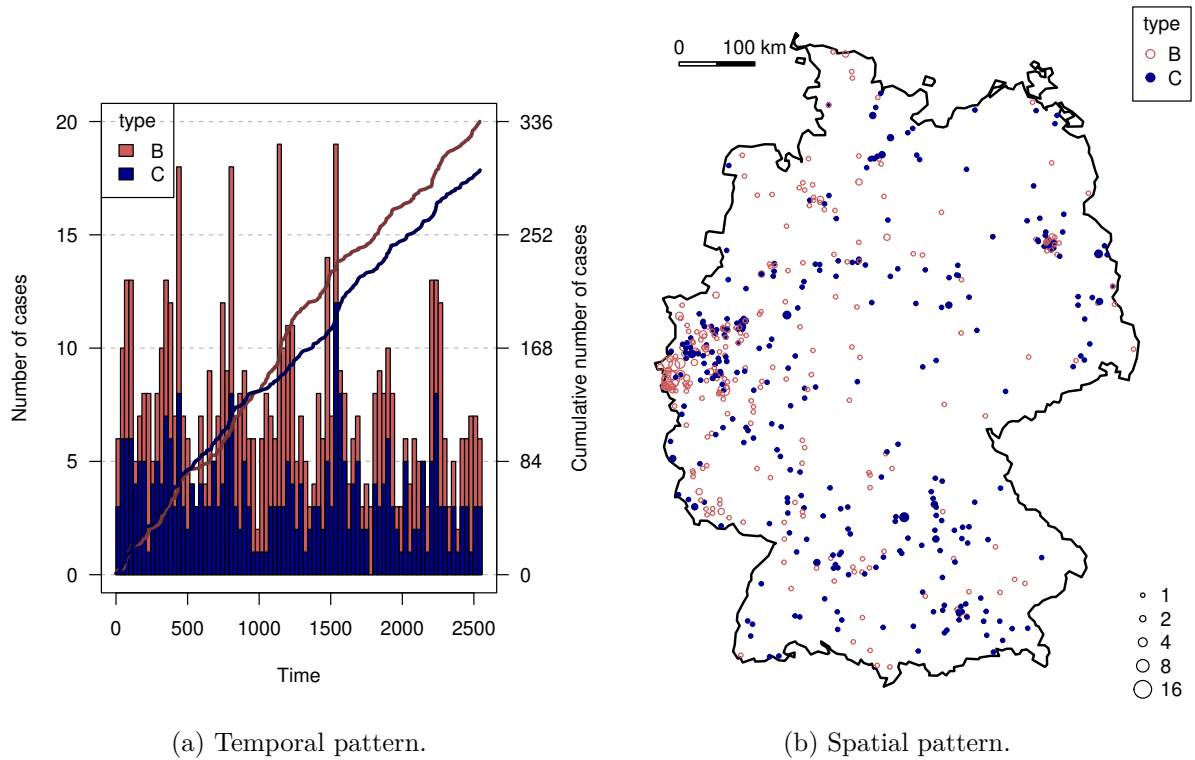 type
B
C
Number of cases
20
15
10
5
0
336
252
168
84
0
Cumulative number of cases
0 500 1000 1500 2000 2500
Time
(a) Temporal pattern.
0 100 km
type
B
C
1
2
4
8
16
(b) Spatial pattern.